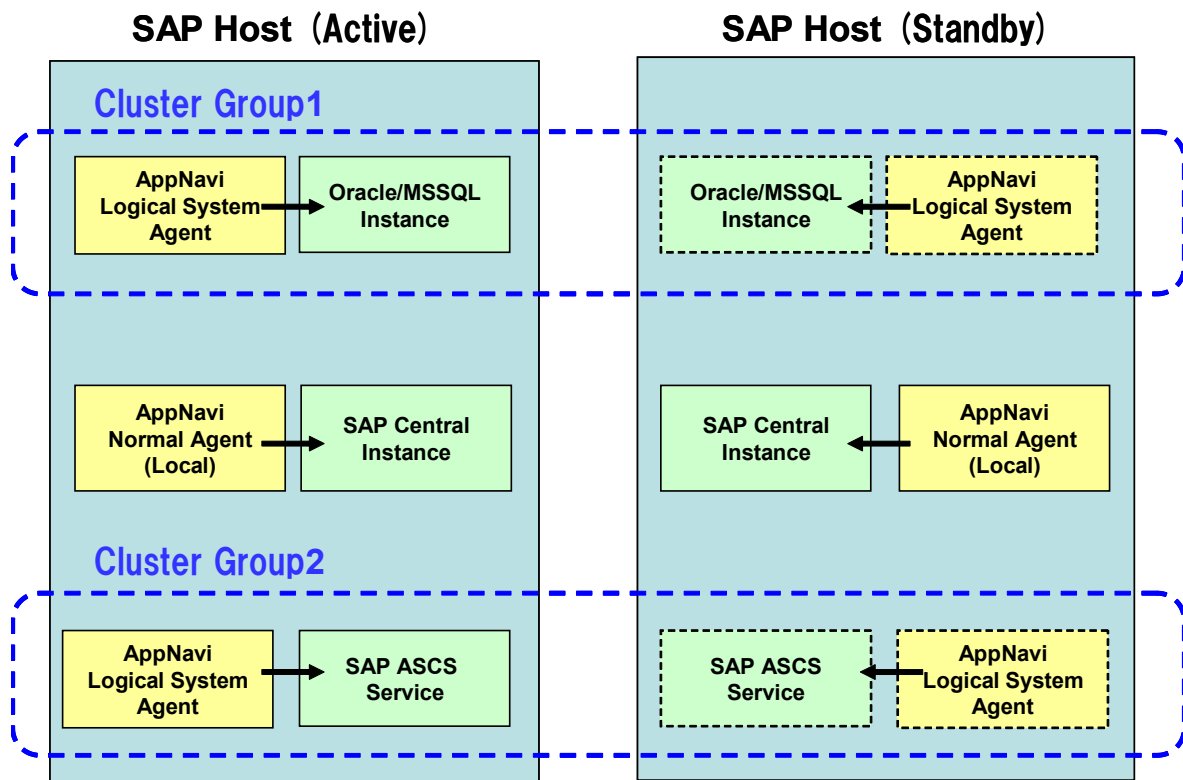 SAP Host (Active)
SAP Host (Standby)
Cluster Group1
AppNavi
Logical System
Agent
Oracle/MSSQL
Instance
Oracle/MSSQL
Instance
AppNavi
Logical System
Agent
AppNavi
Normal Agent
(Local)
SAP Central
Instance
SAP Central
Instance
AppNavi
Normal Agent
(Local)
Cluster Group2
AppNavi
Logical System
Agent
SAP ASCS
Service
SAP ASCS
Service
AppNavi
Logical System
Agent